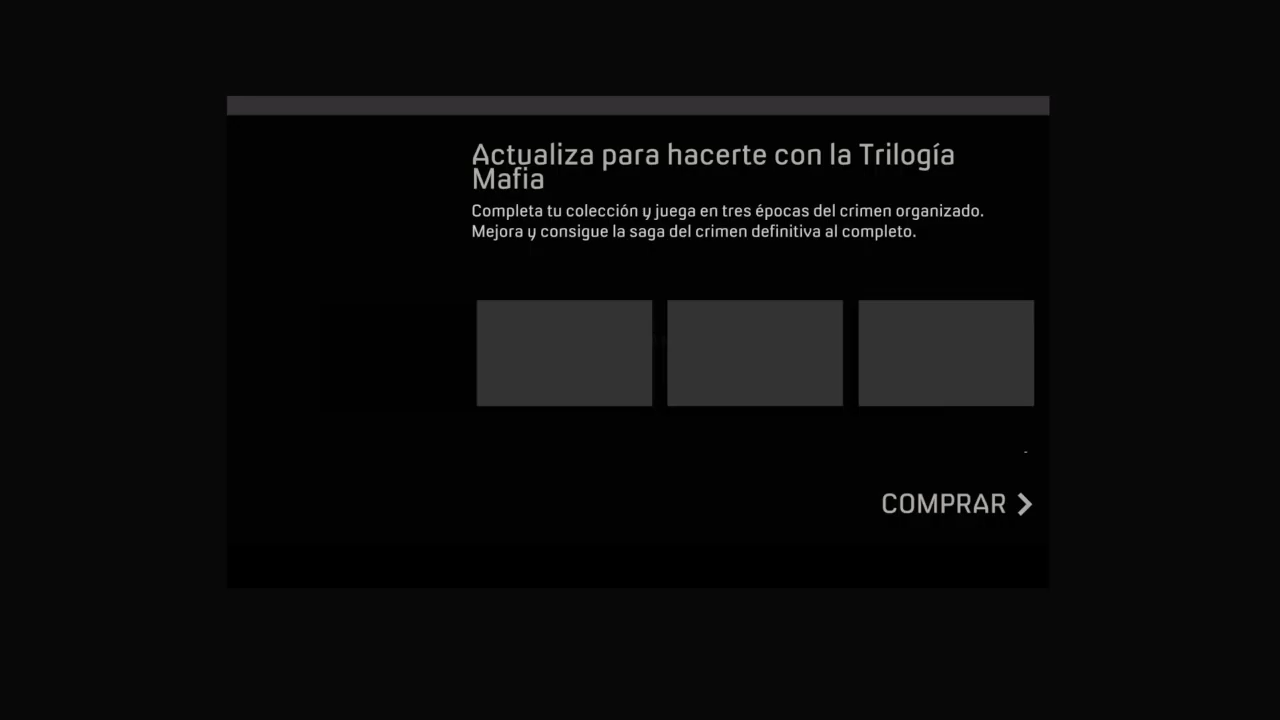 Actualiza para hacerte con la Trilogía
Mafia
Completa tu colección y juega en tres épocas del crimen organizado.
Mejora y consigue la saga del crimen definitiva al completo.
COMPRAR